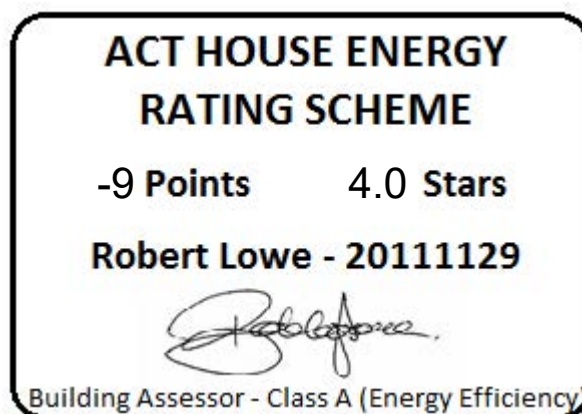 ACT HOUSE ENERGY
RATING SCHEME
-9 Points 4.0 Stars
Robert Lowe - 20111129
Building Assessor - Class A (Energy Efficiency)